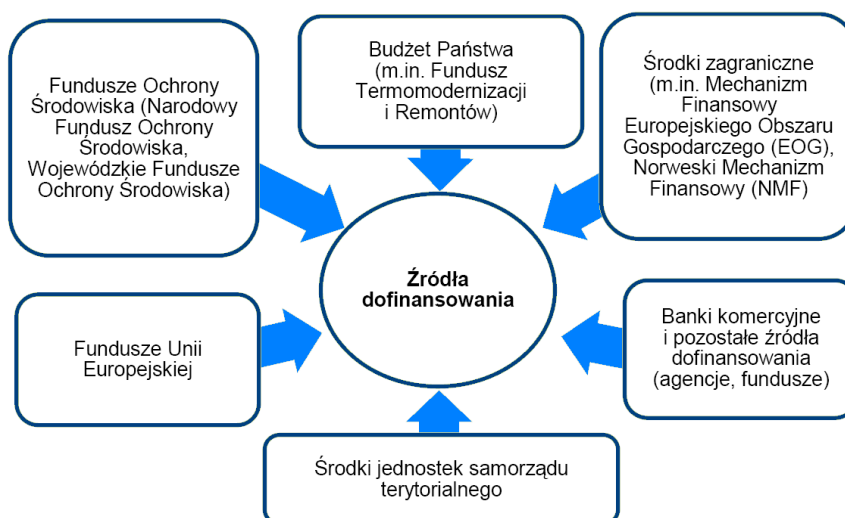 Fundusze Ochrony
Środowiska (Narodowy
Fundusz Ochrony
Środowiska,
Wojewódzkie Fundusze
Ochrony Środowiska)
Budżet Państwa
(m.in. Fundusz
Termomodernizacji
i Remontów)
Środki zagraniczne
(m.in. Mechanizm
Finansowy
Europejskiego Obszaru
Gospodarczego (EOG),
Norweski Mechanizm
Finansowy (NMF)
Źródła
dofinansowania
Fundusze Unii
Europejskiej
Banki komercyjne
i pozostałe źródła
dofinansowania
(agencje, fundusze)
Środki jednostek samorządu
terytorialnego